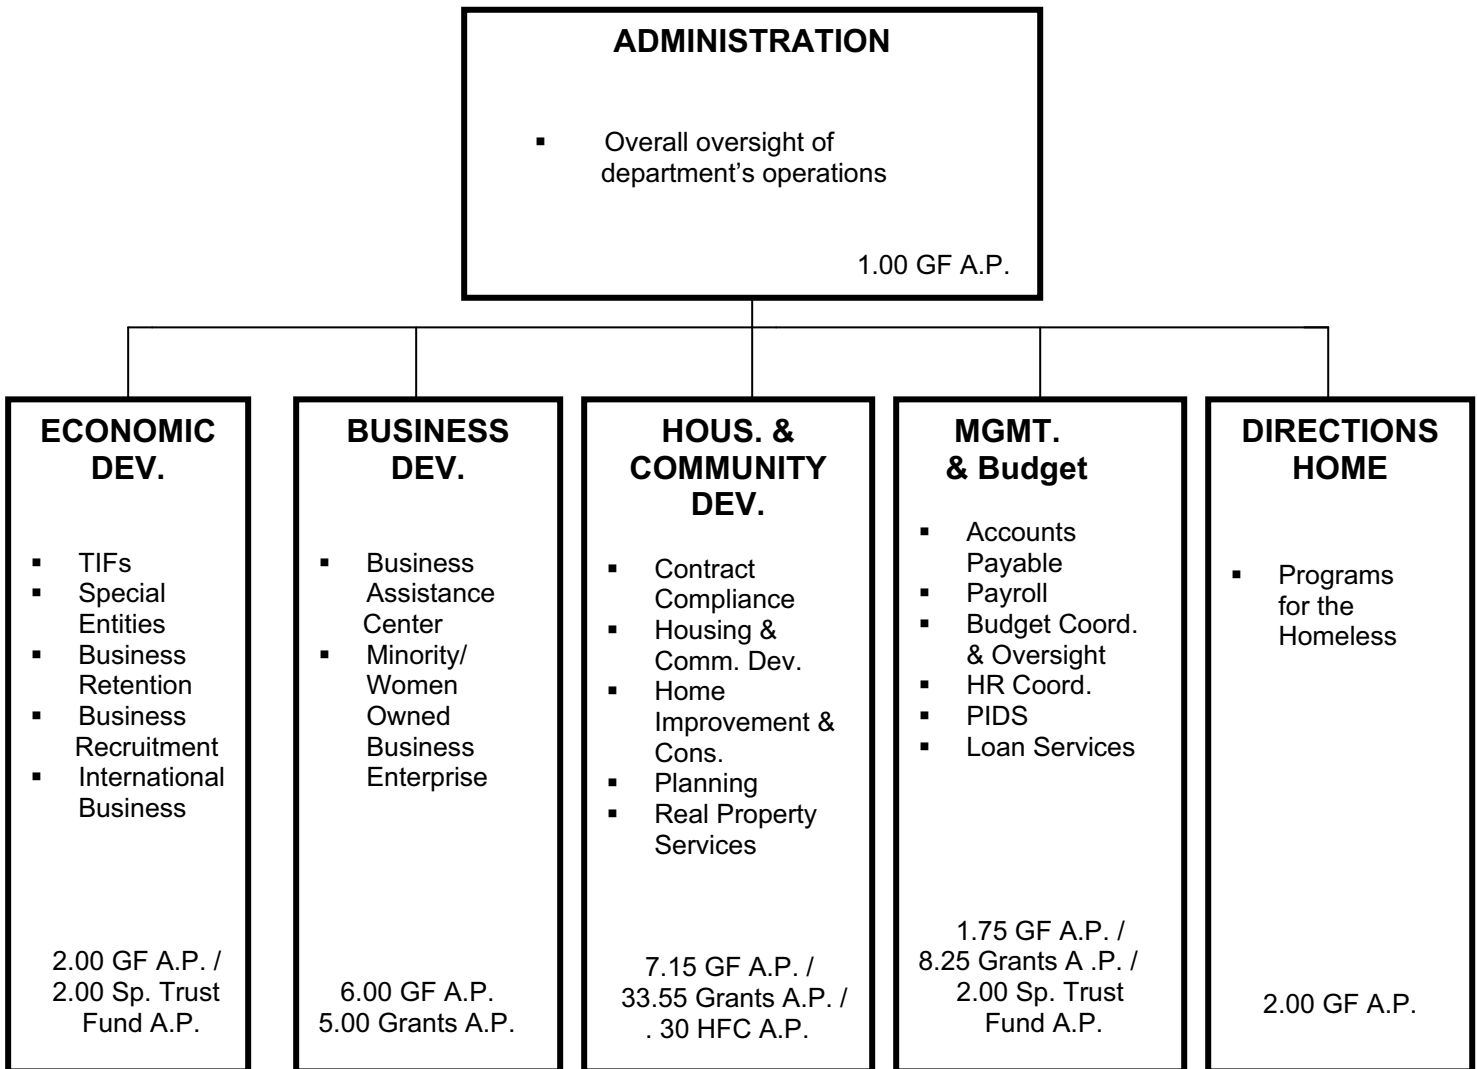 ADMINISTRATION
▪ Overall oversight of
department’s operations
1.00 GF A.P.
ECONOMIC
DEV.
▪ TIFs
▪ Special
Entities
▪ Business
Retention
▪ Business
Recruitment
▪ International
Business
2.00 GF A.P. /
2.00 Sp. Trust
Fund A.P.
BUSINESS
DEV.
▪ Business
Assistance
Center
▪ Minority/
Women
Owned
Business
Enterprise
6.00 GF A.P.
5.00 Grants A.P.
HOUS. &
COMMUNITY
DEV.
▪ Contract
Compliance
▪ Housing &
Comm. Dev.
▪ Home
Improvement &
Cons.
▪ Planning
▪ Real Property
Services
7.15 GF A.P. /
33.55 Grants A.P. /
. 30 HFC A.P.
MGMT.
& Budget
▪ Accounts
Payable
▪ Payroll
▪ Budget Coord.
& Oversight
▪ HR Coord.
▪ PIDS
▪ Loan Services
1.75 GF A.P. /
8.25 Grants A .P. /
2.00 Sp. Trust
Fund A.P.
DIRECTIONS
HOME
▪ Programs
for the
Homeless
2.00 GF A.P.